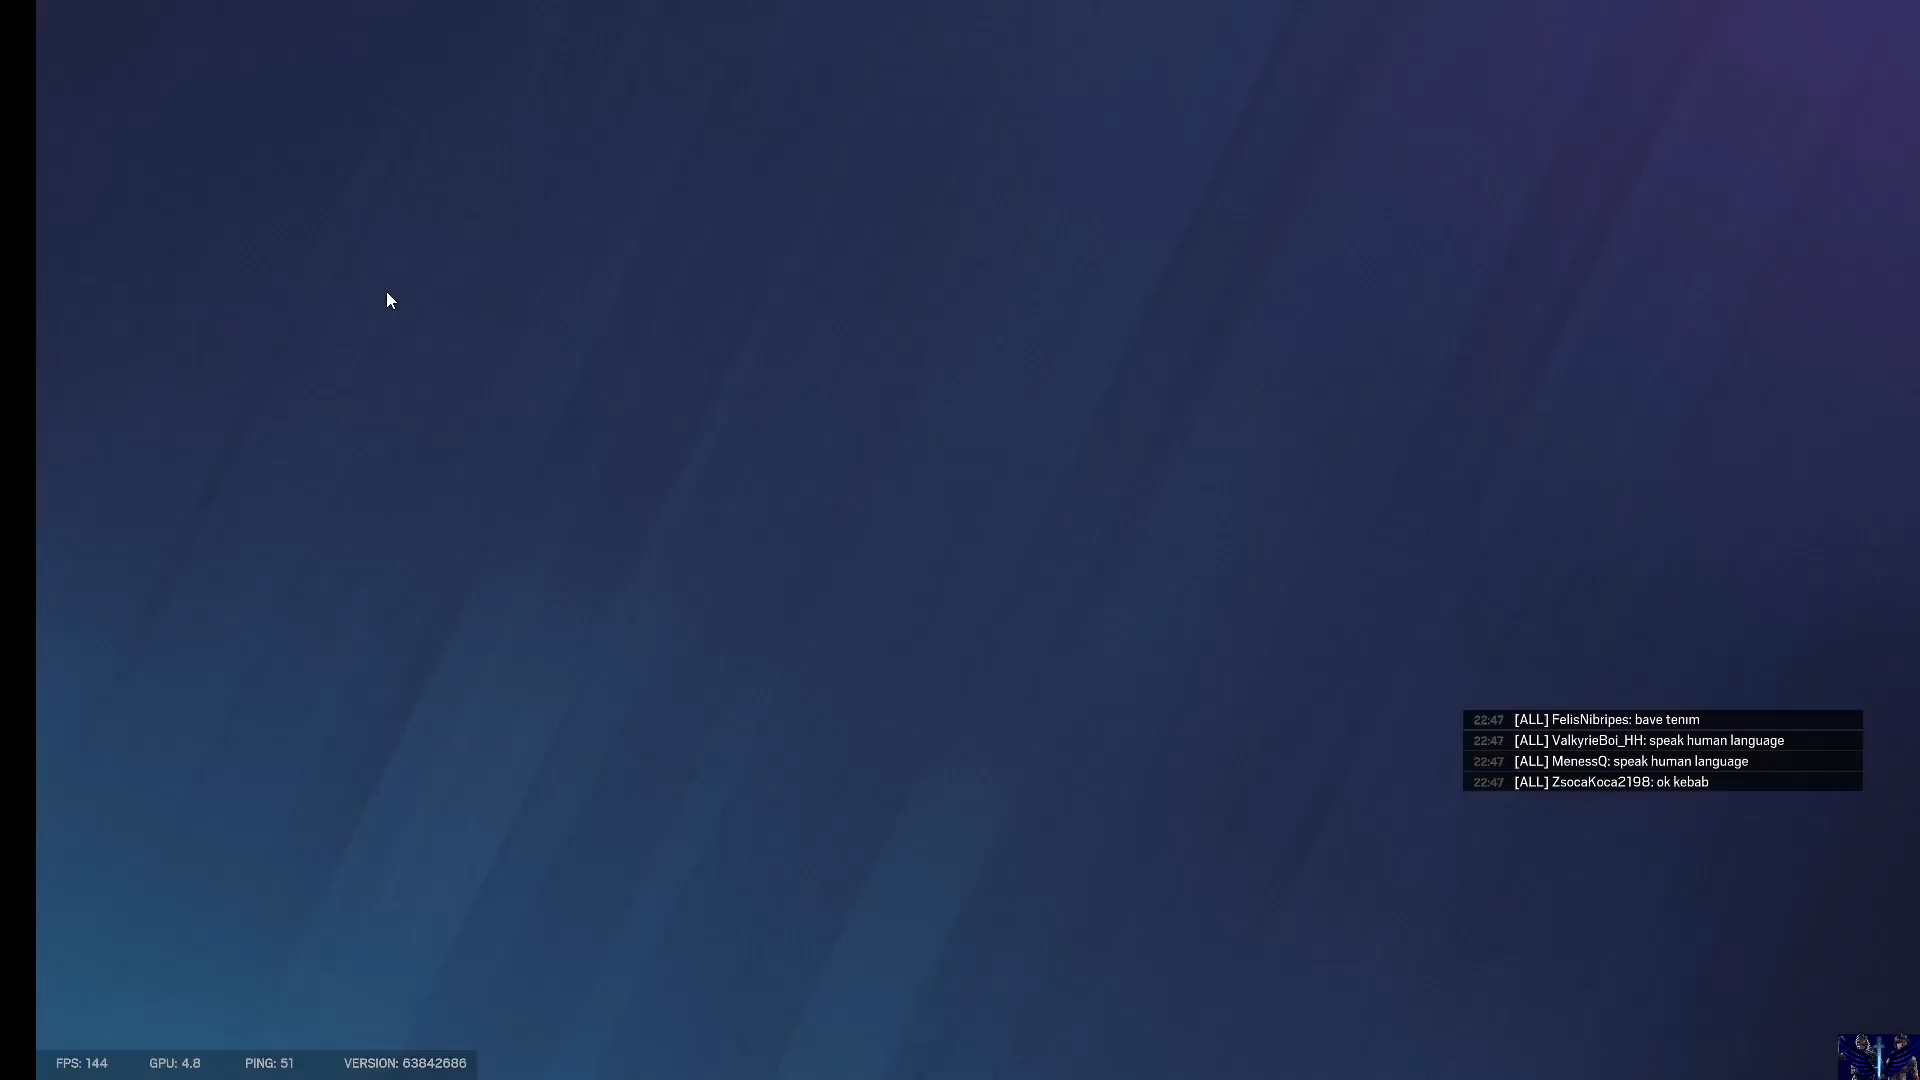 22:47 [ALL] FelisNibripes: bave tenım
22:47 [ALL] ValkyrieBoi_HH: speak human language
22:47 [ALL] MenessQ: speak human language
22:47 [ALL] ZsocaKoca2198: ok kebab
FPS: 144 GPU: 4.8 PING: 51 VERSION: 63842686